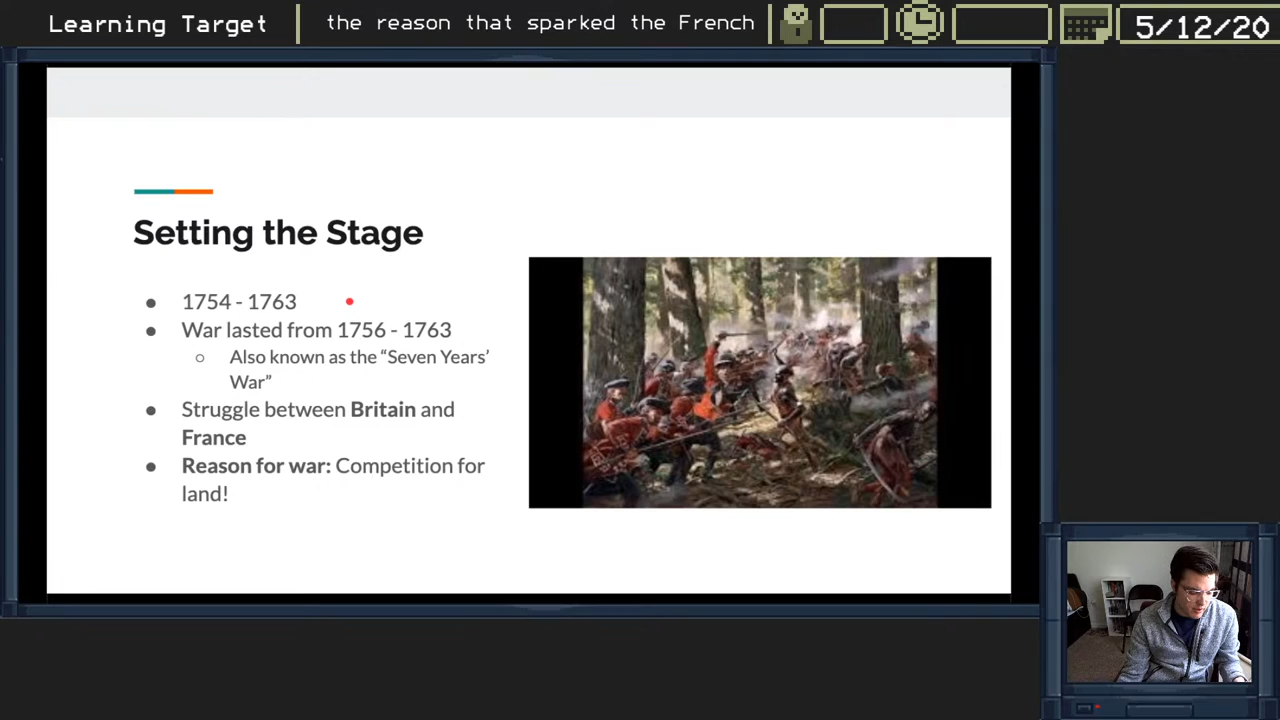 Learning Target
the reason that sparked the French
5/12/20
Setting the Stage
● 1754 - 1763
● War lasted from 1756 - 1763
○ Also known as the “Seven Years’
War”
● Struggle between Britain and
France
● Reason for war: Competition for
land!